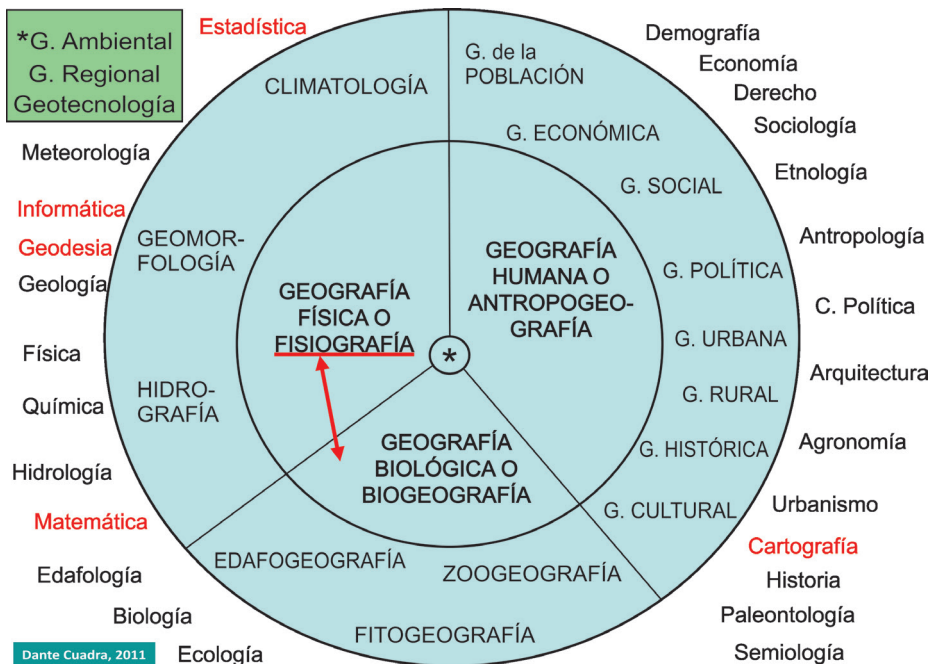 *G. Ambiental
G. Regional
Geotecnología
Estadística
Meteorología
Informática
Geodesia
Geología
Física
Química
Hidrología
Matemática
Edafología
Biología
Ecología
Dante Cuadra, 2011
CLIMATOLOGÍA
GEOMOR-
FOLOGÍA
HIDRO-
GRAFÍA
GEOGRAFÍA
FÍSICA O
FISIOGRAFÍA
GEOGRAFÍA
HUMANA O
ANTROPOGEO-
GRAFÍA
*
GEOGRAFÍA
BIOLÓGICA O
BIOGEOGRAFÍA
EDAFOGEOGRAFÍA
ZOOGEOGRAFÍA
FITOGEOGRAFÍA
G. de la
POBLACIÓN
G. ECONÓMICA
G. SOCIAL
G. POLÍTICA
G. URBANA
G. RURAL
G. HISTÓRICA
G. CULTURAL
Demografía
Economía
Derecho
Sociología
Etnología
Antropología
C. Política
Arquitectura
Agronomía
Urbanismo
Cartografía
Historia
Paleontología
Semiología